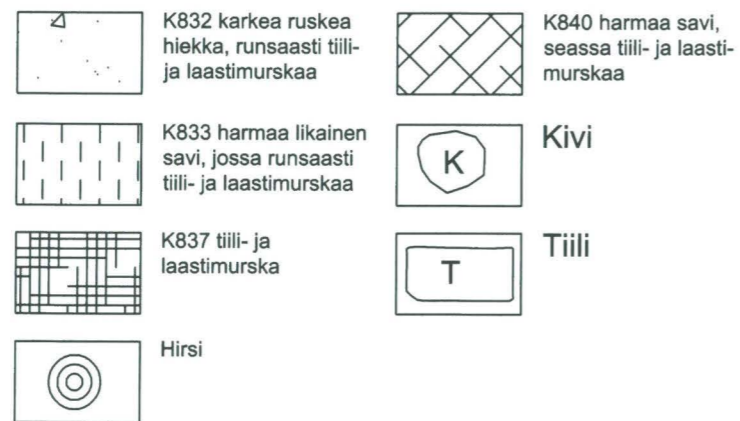 K832 karkea ruskea
hiekka, runsaasti tiili-
ja laastimurskaa
K833 harmaa likainen
savi, jossa runsaasti
tiili- ja laastimurskaa
K837 tiili- ja
laastimurska
Hirsi
K840 harmaa savi,
seassa tiili- ja laasti-
murskaa
K
Kivi
T
Tiili